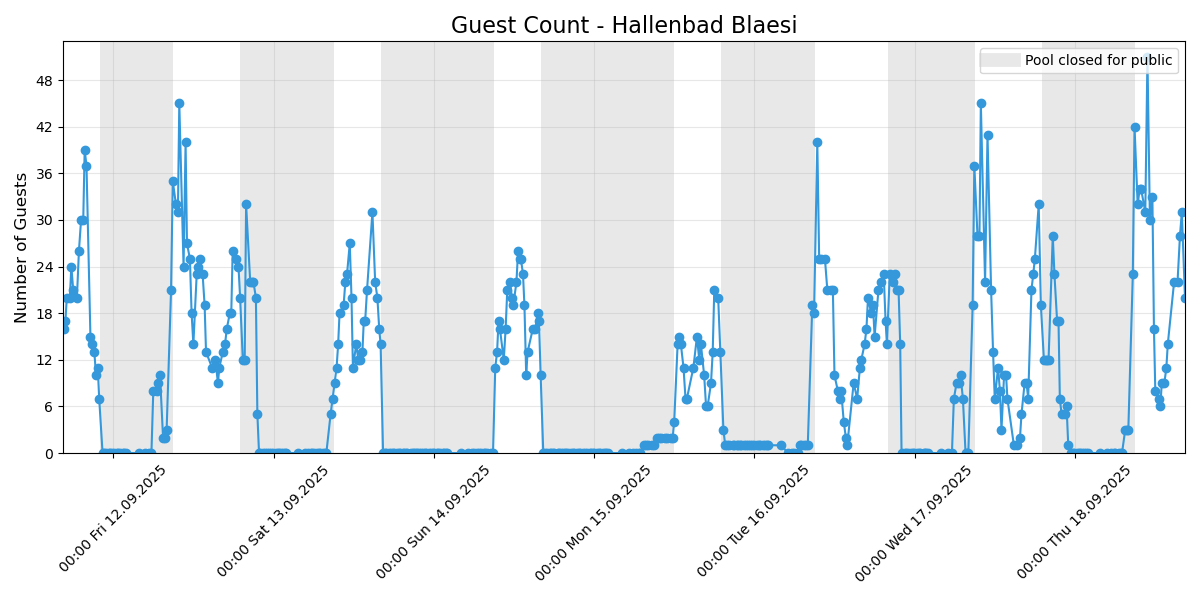 Guest Count - Hallenbad Blaesi
Pool closed for public
Number of Guests
48
42
36
30
24
18
12
6
0
00:00 Fri 12.09.2025
00:00 Sat 13.09.2025
00:00 Sun 14.09.2025
00:00 Mon 15.09.2025
00:00 Tue 16.09.2025
00:00 Wed 17.09.2025
00:00 Thu 18.09.2025